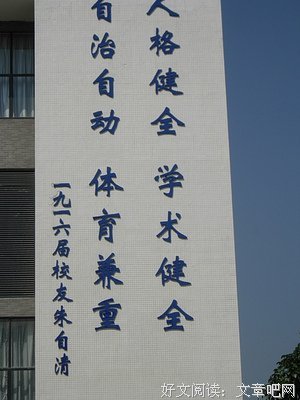 人格健全 学术健全
自治自动 体育兼重
一九一六届校友朱自清
好文阅读：文章吧网